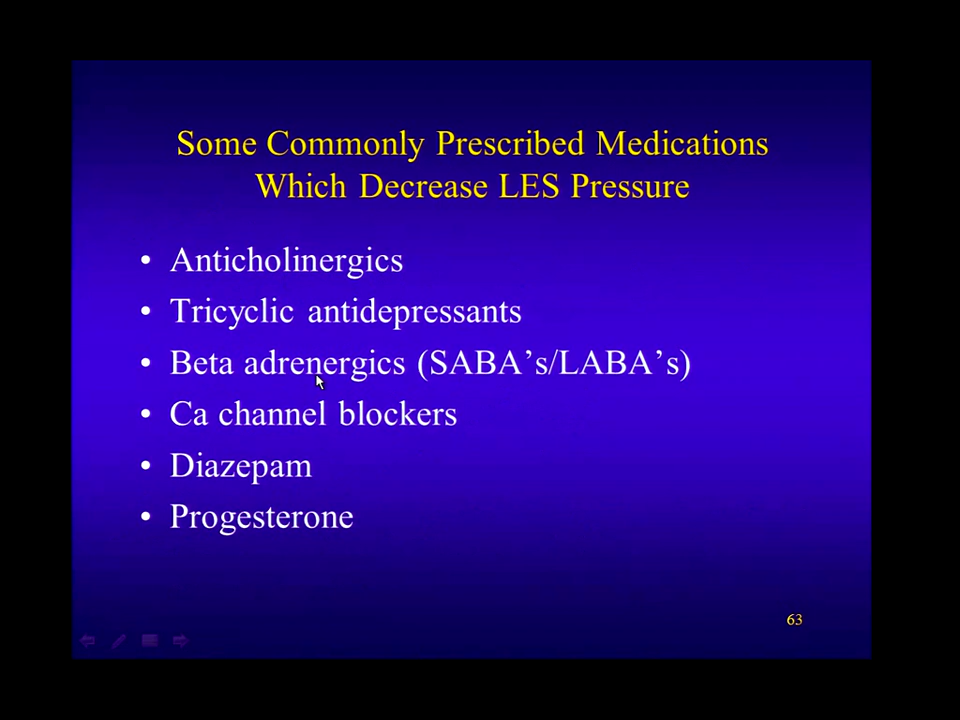 Some Commonly Prescribed Medications
Which Decrease LES Pressure
• Anticholinergics
• Tricyclic antidepressants
• Beta adrenergics (SABA’s/LABA’s)
• Ca channel blockers
• Diazepam
• Progesterone
63